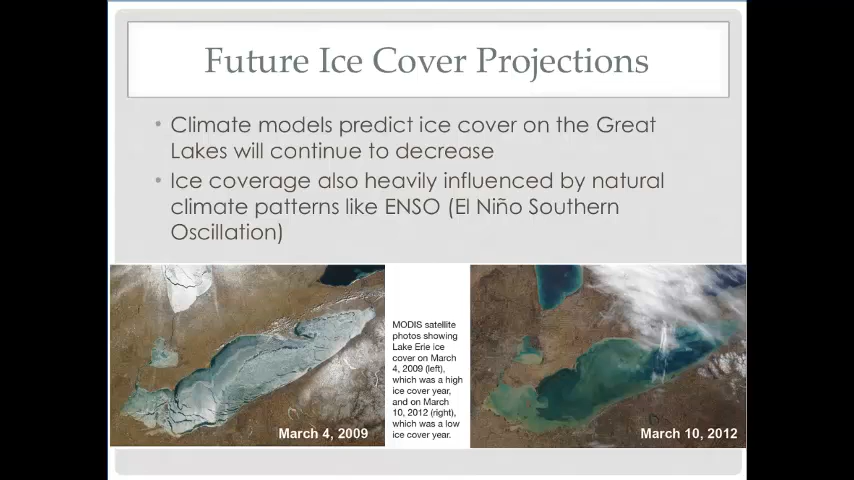 Future Ice Cover Projections
• Climate models predict ice cover on the Great
Lakes will continue to decrease
• Ice coverage also heavily influenced by natural
climate patterns like ENSO (El Niño Southern
Oscillation)
MODIS satellite
photos showing
Lake Erie ice
cover on March
4, 2009 (left),
which was a high
ice cover year,
and on March
10, 2012 (right),
which was a low
ice cover year.
March 4, 2009
March 10, 2012